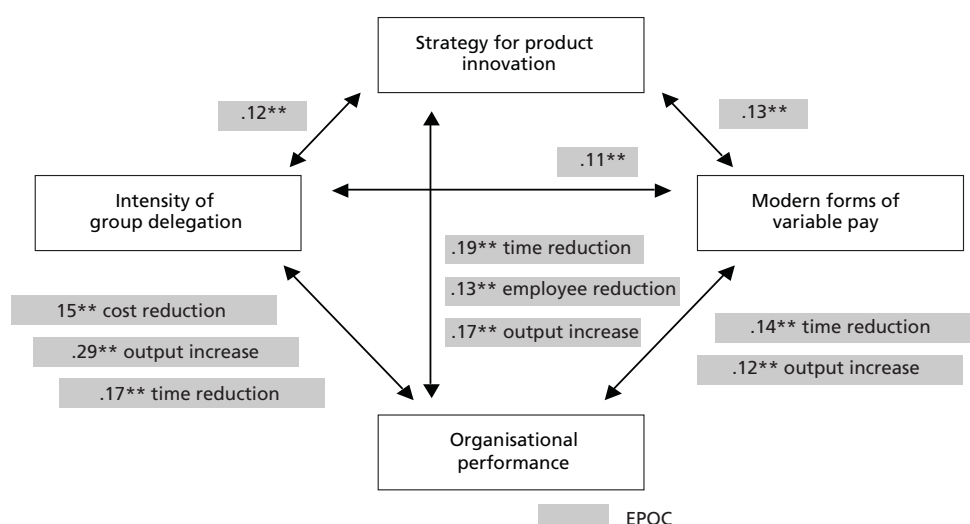 Strategy for product
innovation
.12**
.13**
.11**
Intensity of
group delegation
Modern forms of
variable pay
.19** time reduction
.13** employee reduction
.17** output increase
15** cost reduction
.29** output increase
.17** time reduction
.14** time reduction
.12** output increase
Organisational
performance
EPOC